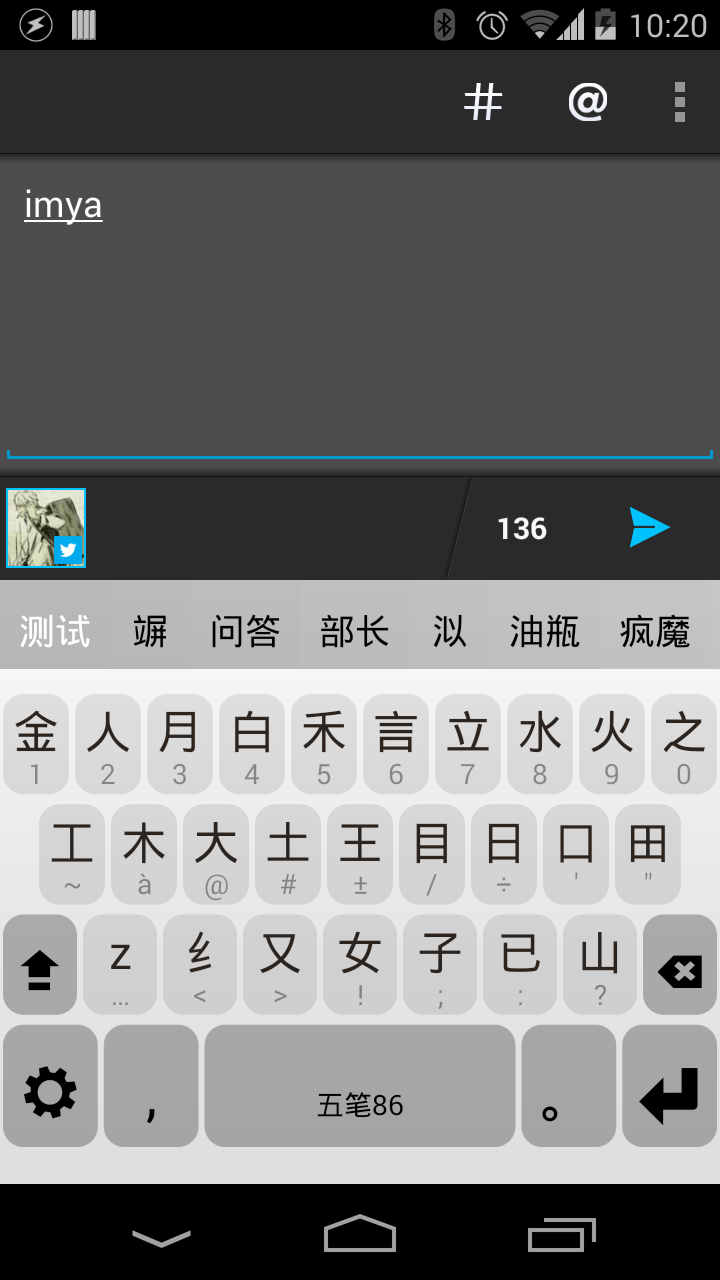 10:20
# @
imya
136
测试 竮 问答 部长 㳂 油瓶 疯魔
金 人 月 白 禾 言 立 水 火 之
1 2 3 4 5 6 7 8 9 0
工 木 大 土 王 目 日 口 田
~ à @ # ± / ÷ ' "
z 纟 又 女 子 已 山
… < > ! ; : ?
, 五笔86 。